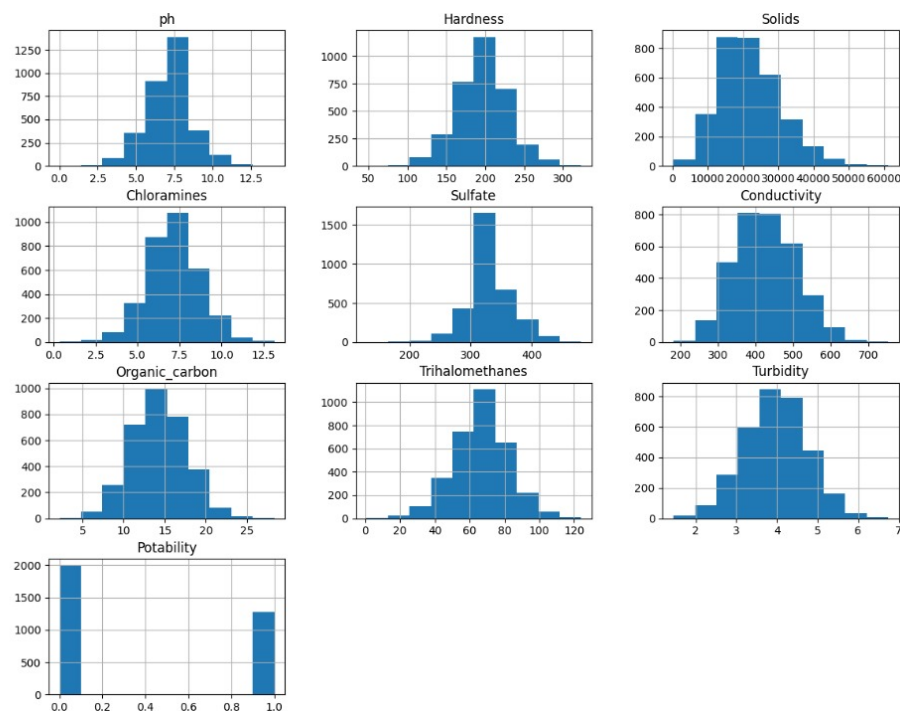 ph
1250
1000
750
500
250
0
0.0 2.5 5.0 7.5 10.0 12.5
Hardness
1000
750
500
250
0
50 100 150 200 250 300
Solids
800
600
400
200
0
0 10000 20000 30000 40000 50000 60000
Chloramines
1000
800
600
400
200
0
0.0 2.5 5.0 7.5 10.0 12.5
Sulfate
1500
1000
500
0
200 300 400
Conductivity
800
600
400
200
0
200 300 400 500 600 700
Organic_carbon
1000
800
600
400
200
0
5 10 15 20 25
Trihalomethanes
1000
800
600
400
200
0
0 20 40 60 80 100 120
Turbidity
800
600
400
200
0
2 3 4 5 6 7
Potability
2000
1500
1000
500
0
0.0 0.2 0.4 0.6 0.8 1.0